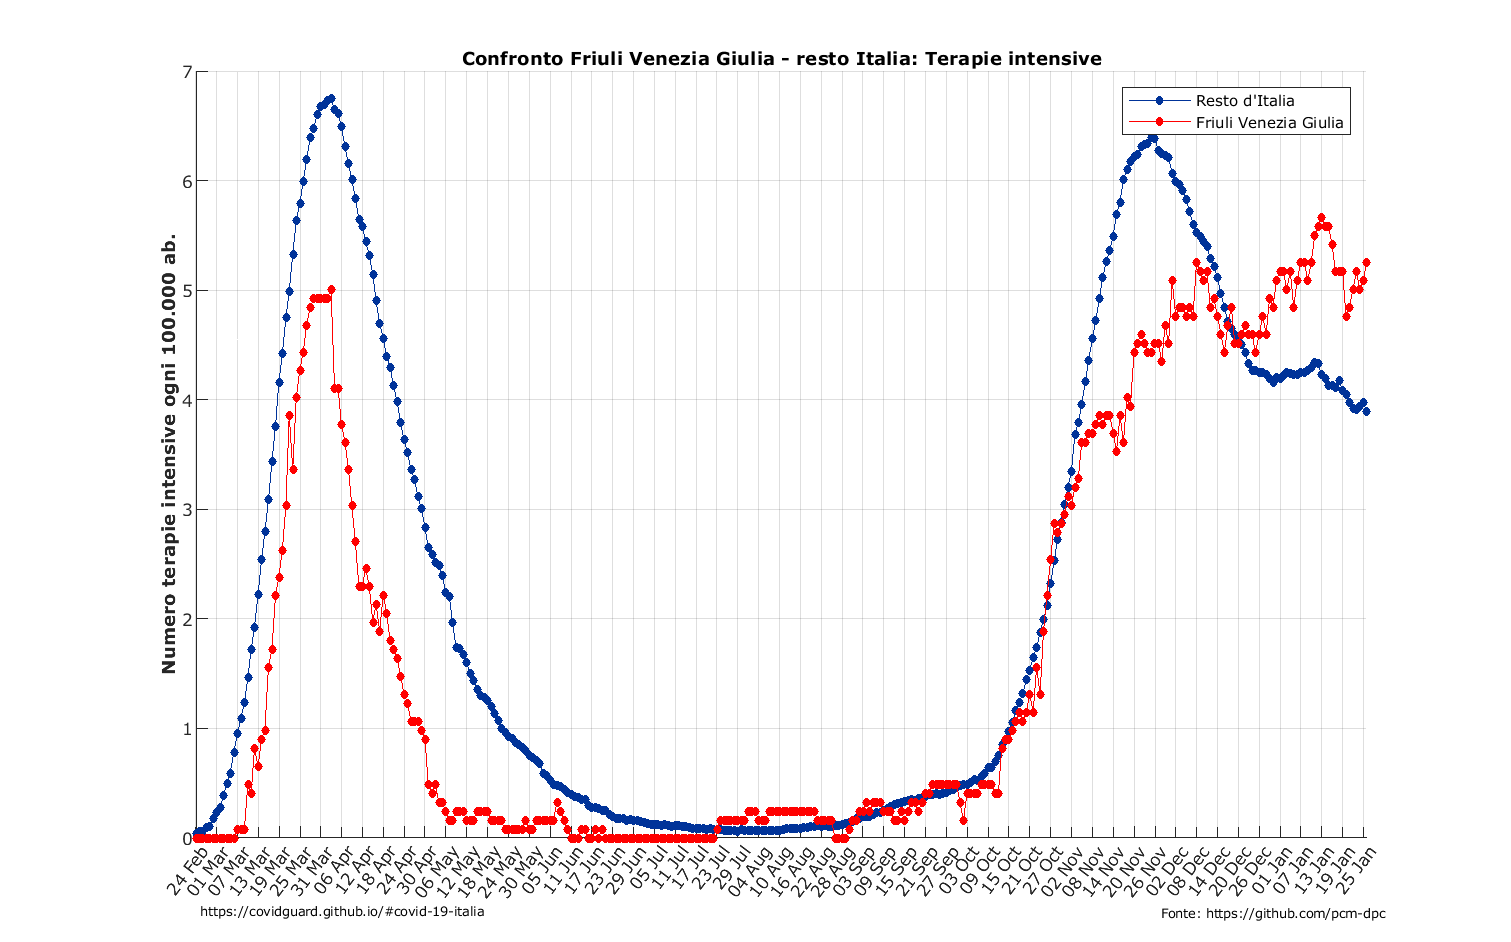 Confronto Friuli Venezia Giulia - resto Italia: Terapie intensive
Resto d'Italia
Friuli Venezia Giulia
Numero terapie intensive ogni 100.000 ab.
7
6
5
4
3
2
1
0
24 Feb
01 Mar
07 Mar
13 Mar
19 Mar
25 Mar
31 Mar
06 Apr
12 Apr
18 Apr
24 Apr
30 Apr
06 May
12 May
18 May
24 May
30 May
05 Jun
11 Jun
17 Jun
23 Jun
29 Jun
05 Jul
11 Jul
17 Jul
23 Jul
29 Jul
04 Aug
10 Aug
16 Aug
22 Aug
28 Aug
03 Sep
09 Sep
15 Sep
21 Sep
27 Sep
03 Oct
09 Oct
15 Oct
21 Oct
27 Oct
02 Nov
08 Nov
14 Nov
20 Nov
26 Nov
02 Dec
08 Dec
14 Dec
20 Dec
26 Dec
01 Jan
07 Jan
13 Jan
19 Jan
25 Jan
https://covidguard.github.io/#covid-19-italia
Fonte: https://github.com/pcm-dpc